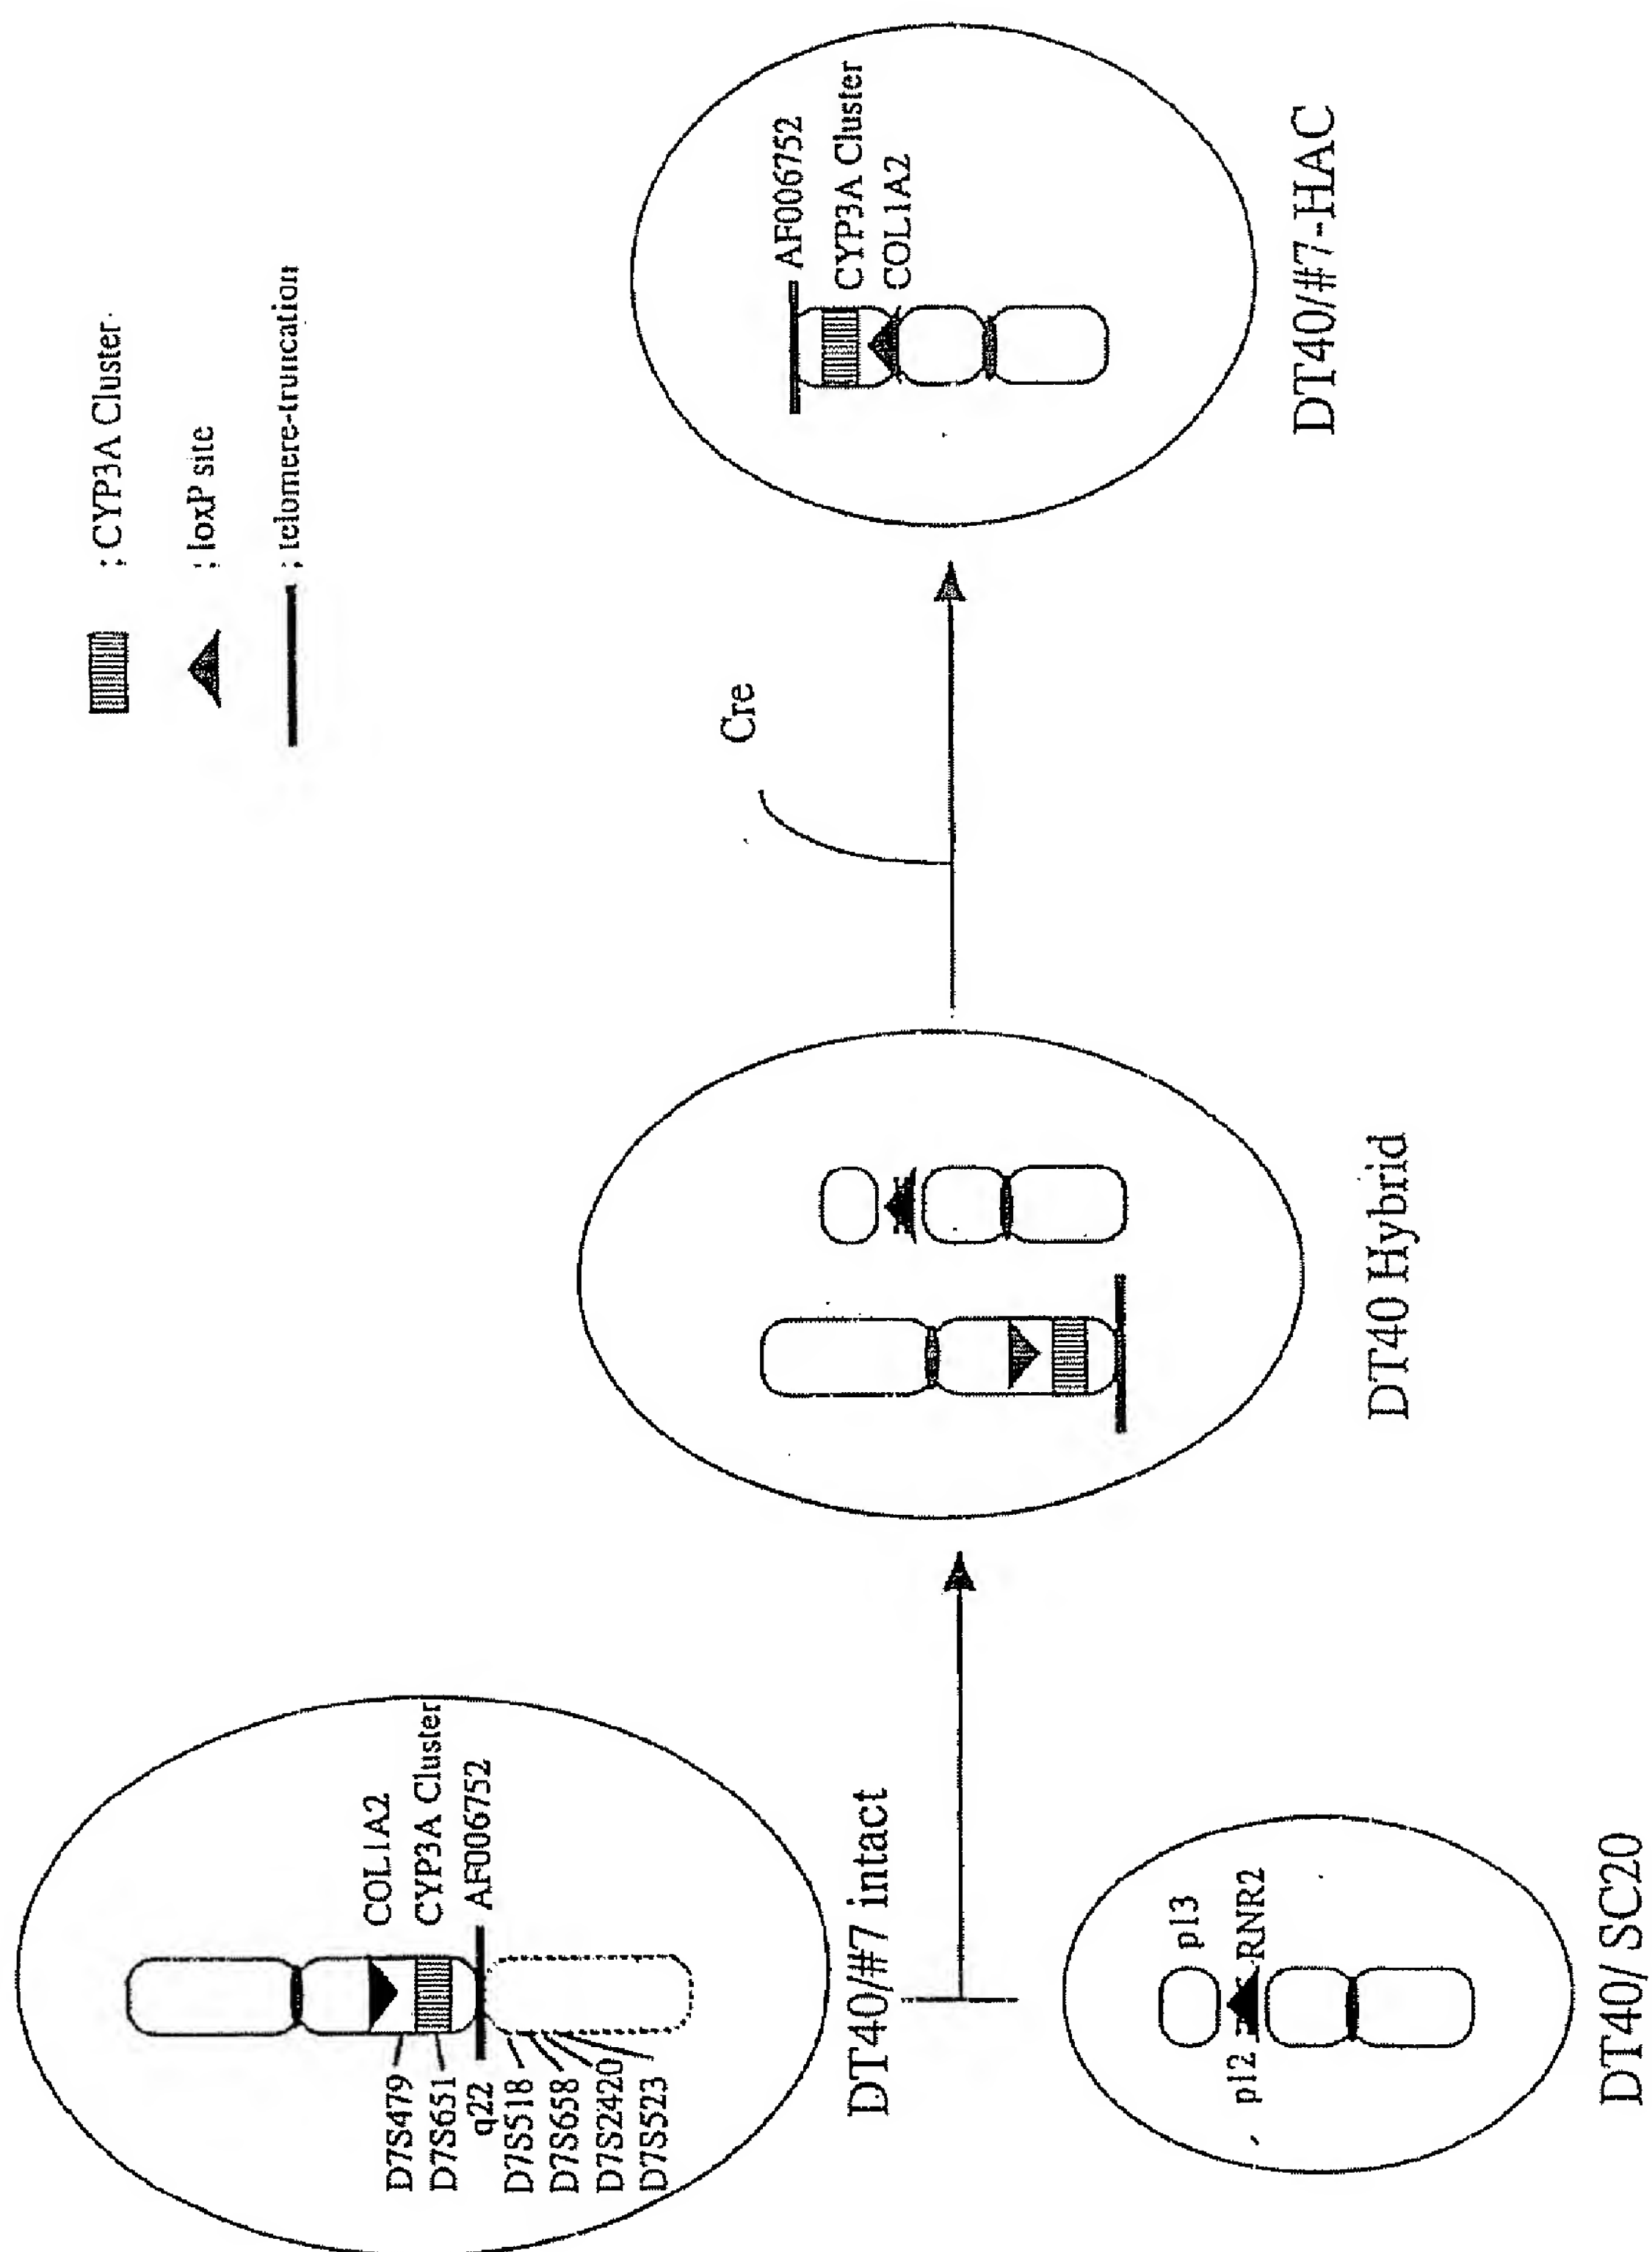 ; CYP3A Cluster
; loxP site
; telomere-truncation
COL1A2
CYP3A Cluster
AF006752
D7S479
D7S651
q22
D7S518
D7S658
D7S2420
D7S523
DT40/#7 intact
p13
p12
RNR2
DT40/ SC20
DT40 Hybrid
Cre
AF006752
CYP3A Cluster
COL1A2
DT40/#7-HAC